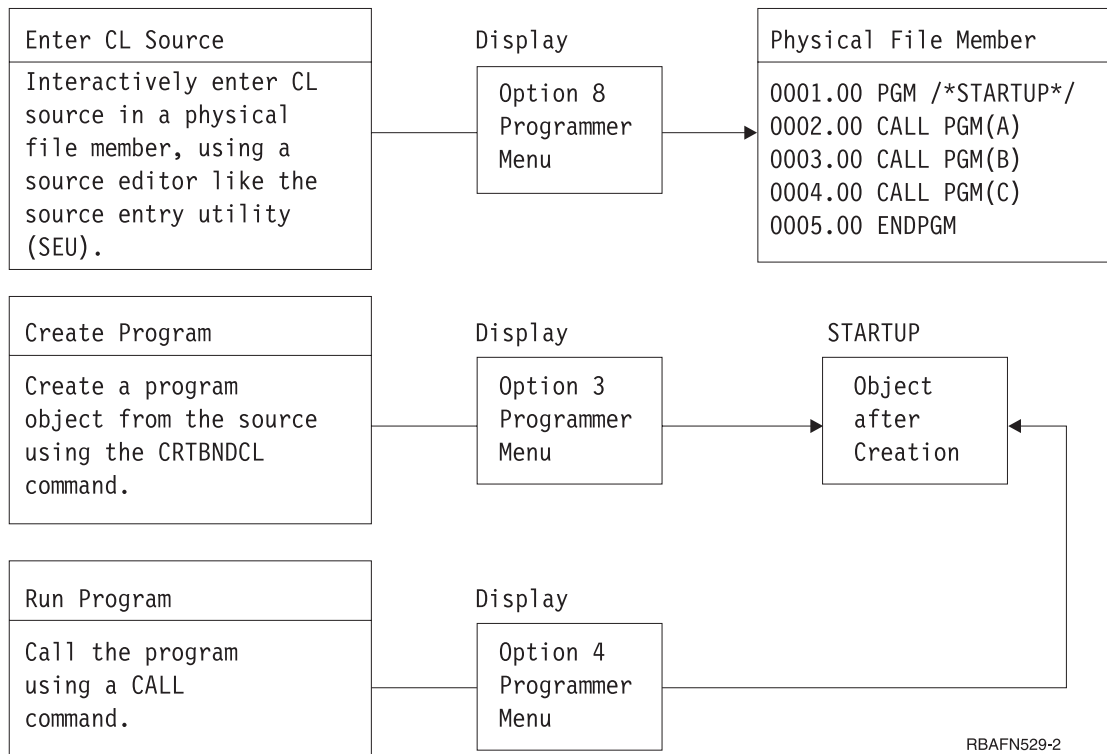 Enter CL Source
Interactively enter CL
source in a physical
file member, using a
source editor like the
source entry utility
(SEU).
Display
Option 8
Programmer
Menu
Physical File Member
0001.00 PGM /*STARTUP*/
0002.00 CALL PGM(A)
0003.00 CALL PGM(B)
0004.00 CALL PGM(C)
0005.00 ENDPGM
Create Program
Create a program
object from the source
using the CRTBNDCL
command.
Display
Option 3
Programmer
Menu
STARTUP
Object
after
Creation
Run Program
Call the program
using a CALL
command.
Display
Option 4
Programmer
Menu
RBAFN529-2